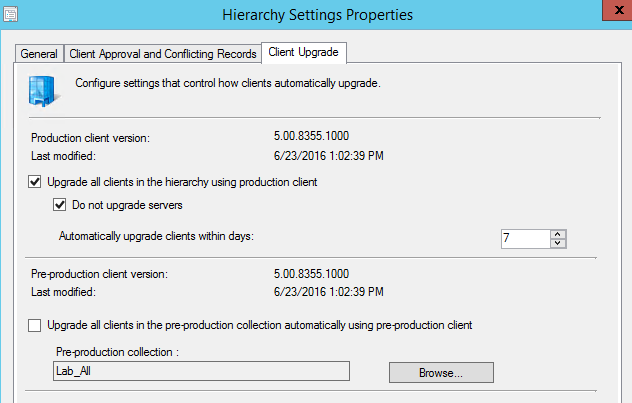 Hierarchy Settings Properties
x
General
Client Approval and Conflicting Records
Client Upgrade
Configure settings that control how clients automatically upgrade.
Production client version: 5.00.8355.1000
Last modified: 6/23/2016 1:02:39 PM
Upgrade all clients in the hierarchy using production client
Do not upgrade servers
Automatically upgrade clients within days: 7
Pre-production client version: 5.00.8355.1000
Last modified: 6/23/2016 1:02:39 PM
Upgrade all clients in the pre-production collection automatically using pre-production client
Pre-production collection :
Lab_All
Browse...